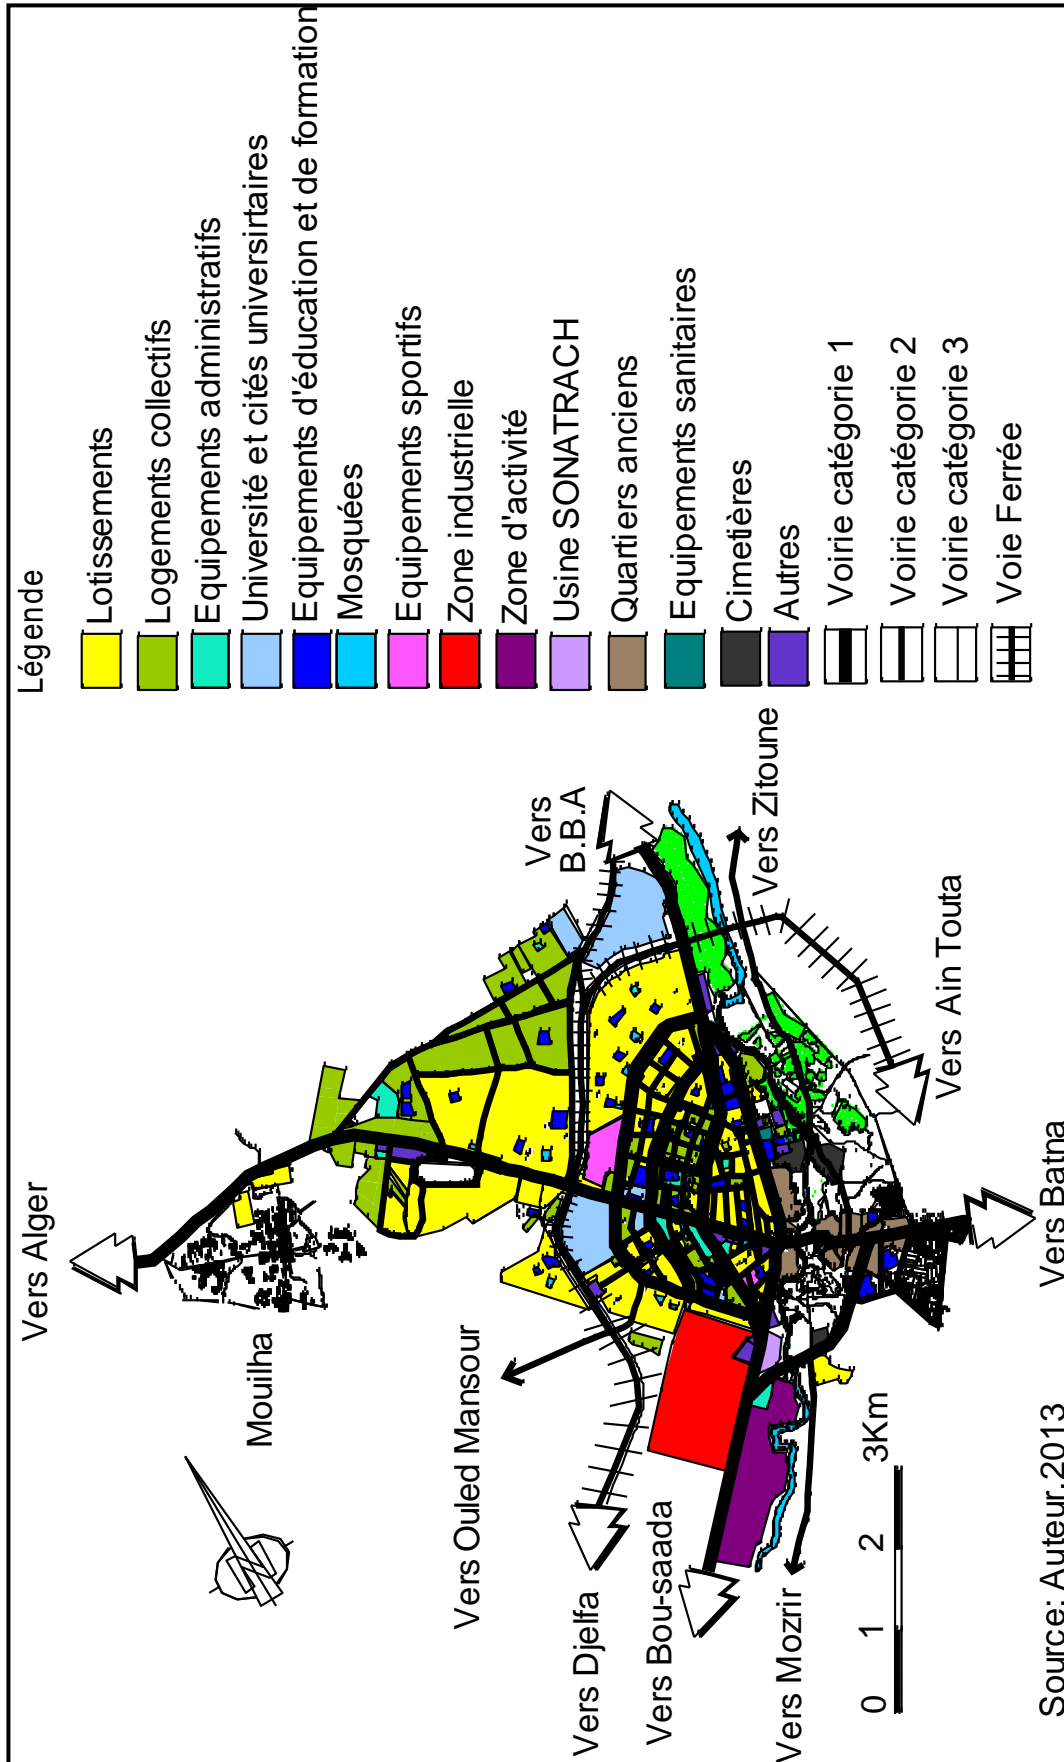 Légende
Lotissements
Logements collectifs
Equipements administratifs
Université et cités universirtaires
Equipements d'éducation et de formation
Mosquées
Equipements sportifs
Zone industrielle
Zone d'activité
Usine SONATRACH
Quartiers anciens
Equipements sanitaires
Cimetières
Autres
Voirie catégorie 1
Voirie catégorie 2
Voirie catégorie 3
Voie Ferrée
Vers Alger
Mouilha
Vers Ouled Mansour
Vers Djelfa
Vers Bou-saada
Vers Mozrir
Vers
B.B.A
Vers Zitoune
Vers Ain Touta
Vers Batna
0 1 2 3Km
Source: Auteur,2013